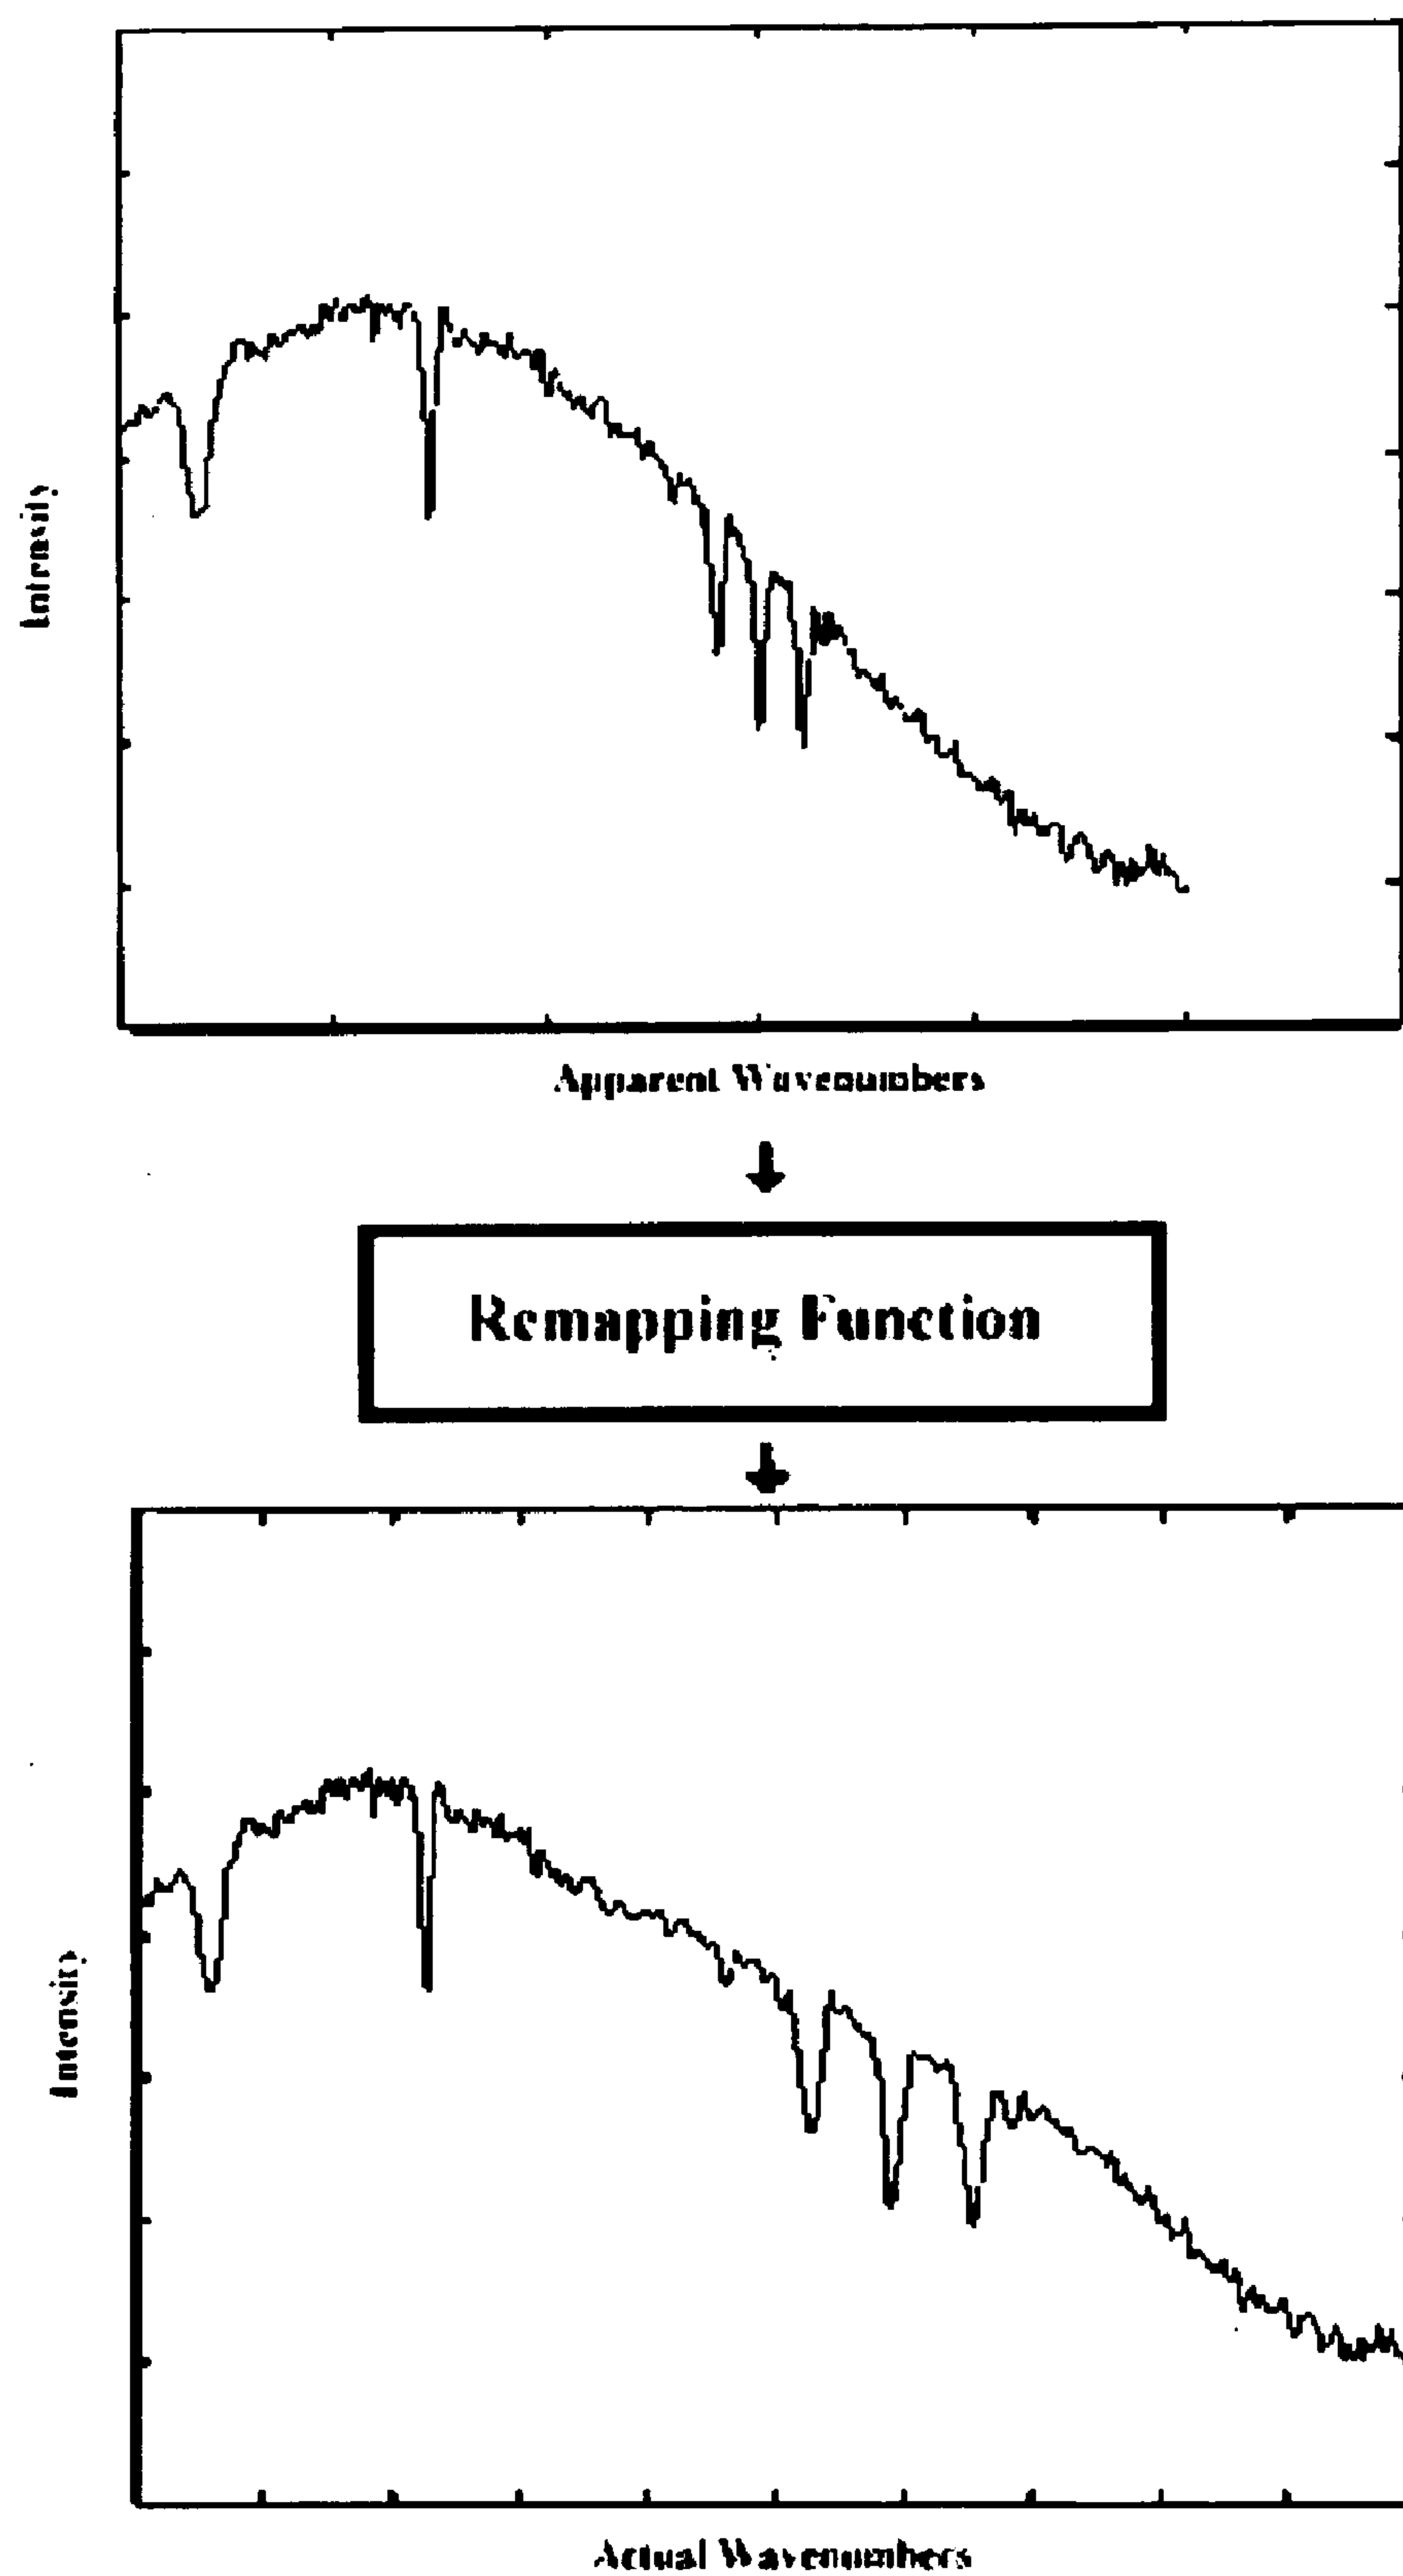 Intensity
Apparent Wavenumbers
Remapping Function
Intensity
Actual Wavenumbers